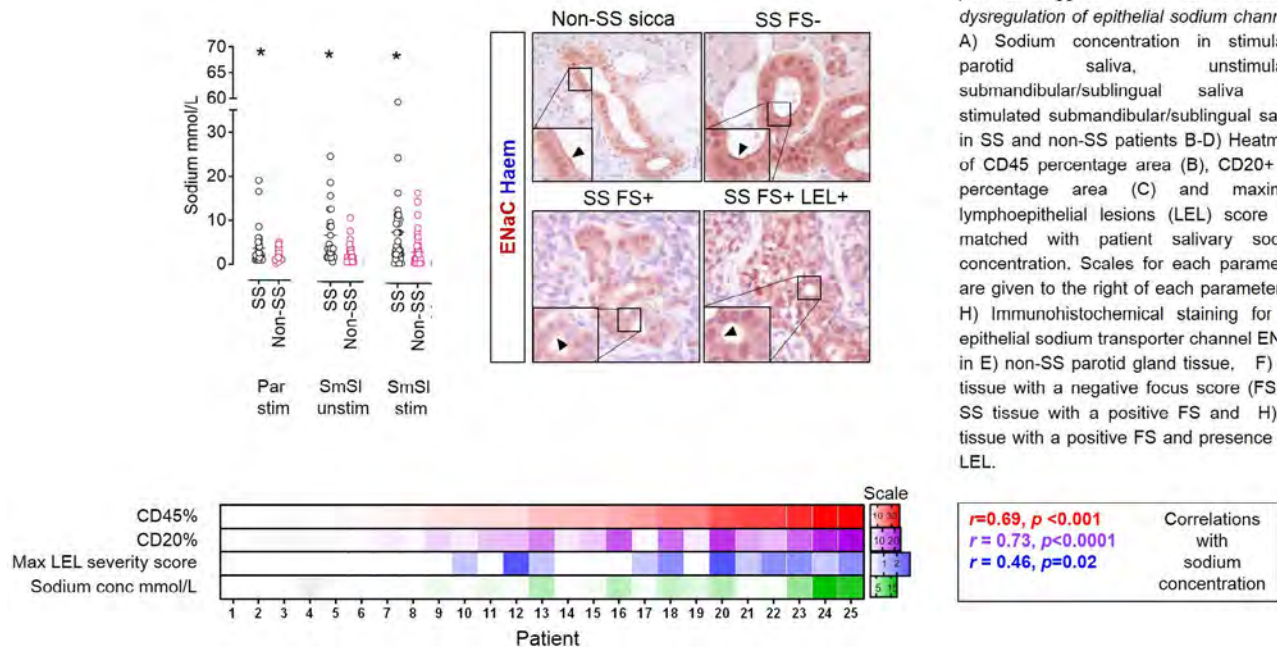 Non-SS sicca
SS FS-
SS FS+
SS FS+ LEL+
ENaC Haem
Sodium mmol/L
70
65
60
30
20
10
0
*
*
*
SS
Non-SS
SS
Non-SS
SS
Non-SS
Par
stim
SmSl
unstim
SmSl
stim
dysregulation of epithelial sodium chann
A) Sodium concentration in stimula
parotid saliva, unstimula
submandibular/sublingual saliva
stimulated submandibular/sublingual sa
in SS and non-SS patients B-D) Heatm
of CD45 percentage area (B), CD20+
percentage area (C) and maxim
lymphoepithelial lesions (LEL) score
matched with patient salivary sod
concentration. Scales for each parame
are given to the right of each parameter
H) Immunohistochemical staining for
epithelial sodium transporter channel EN
in E) non-SS parotid gland tissue, F)
tissue with a negative focus score (FS
SS tissue with a positive FS and H)
tissue with a positive FS and presence
LEL.
Scale
CD45%
10 30
CD20%
10 20
Max LEL severity score
1 2
Sodium conc mmol/L
5 15
1 2 3 4 5 6 7 8 9 10 11 12 13 14 15 16 17 18 19 20 21 22 23 24 25
Patient
r=0.69, p <0.001
r = 0.73, p<0.0001
r = 0.46, p=0.02
Correlations
with
sodium
concentration